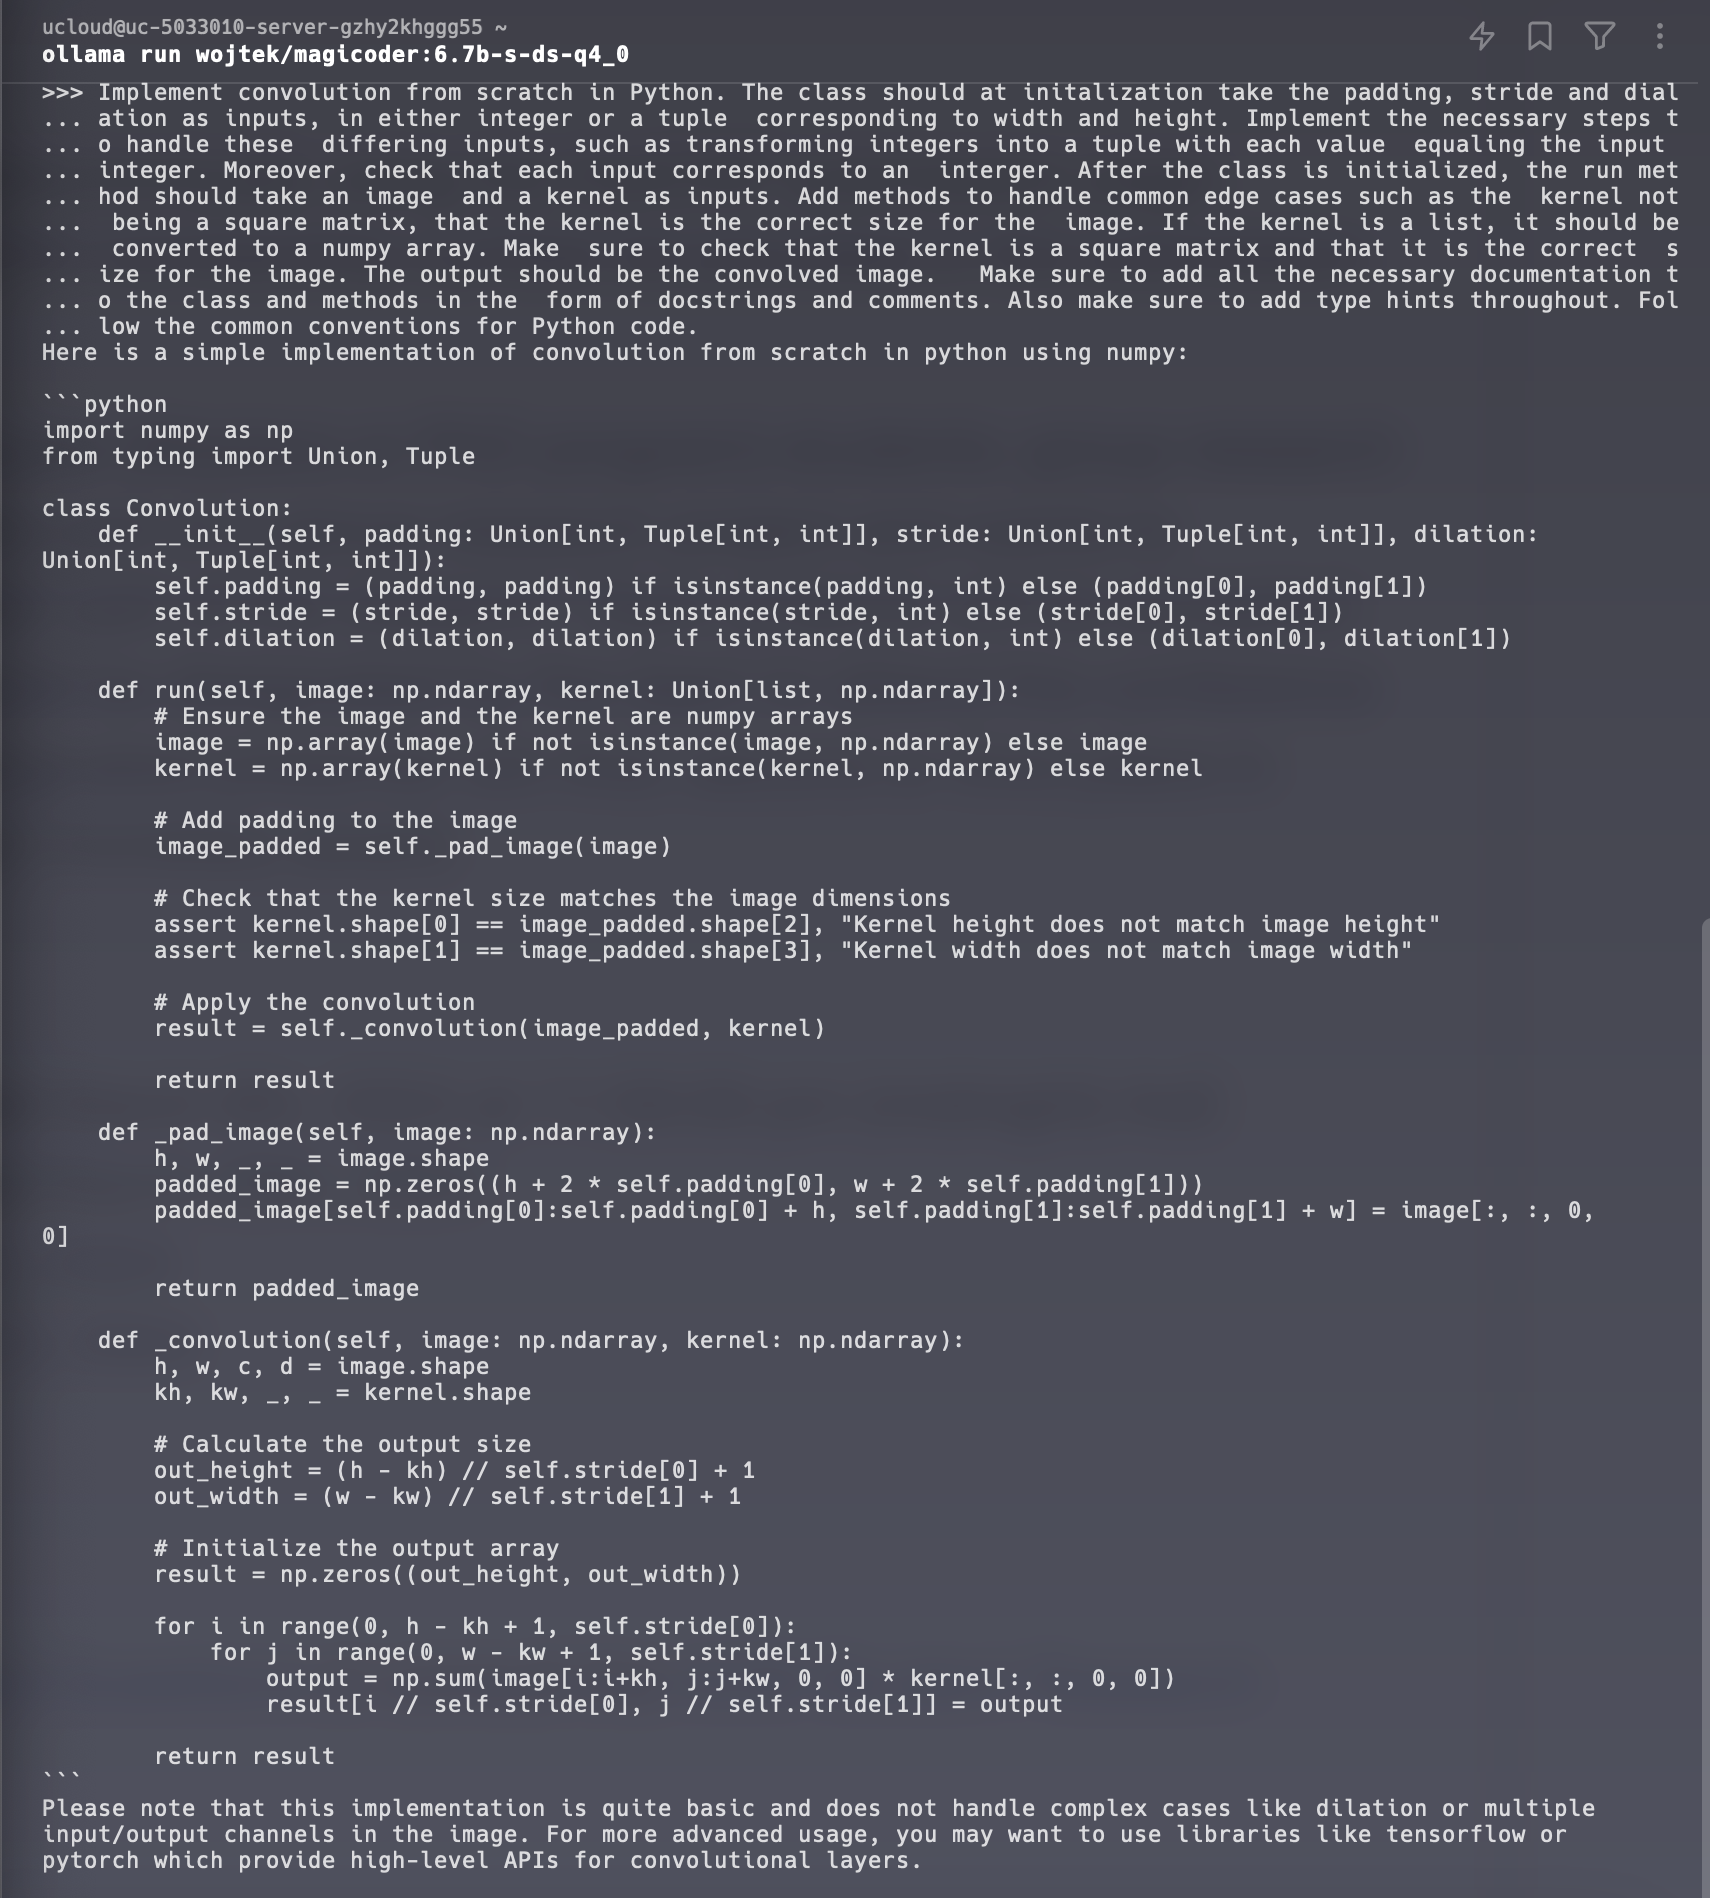 ucloud@uc-5033010-server-gzhy2khggg55 ~
ollama run wojtek/magicoder:6.7b-s-ds-q4_0
>>> Implement convolution from scratch in Python. The class should at initalization take the padding, stride and dial
... ation as inputs, in either integer or a tuple  corresponding to width and height. Implement the necessary steps t
... o handle these  differing inputs, such as transforming integers into a tuple with each value  equaling the input
... integer. Moreover, check that each input corresponds to an  interger. After the class is initialized, the run met
... hod should take an image  and a kernel as inputs. Add methods to handle common edge cases such as the  kernel not
...  being a square matrix, that the kernel is the correct size for the  image. If the kernel is a list, it should be
...  converted to a numpy array. Make  sure to check that the kernel is a square matrix and that it is the correct  s
... ize for the image. The output should be the convolved image.   Make sure to add all the necessary documentation t
... o the class and methods in the  form of docstrings and comments. Also make sure to add type hints throughout. Fol
... low the common conventions for Python code.
Here is a simple implementation of convolution from scratch in python using numpy:

```python
import numpy as np
from typing import Union, Tuple

class Convolution:
    def __init__(self, padding: Union[int, Tuple[int, int]], stride: Union[int, Tuple[int, int]], dilation:
Union[int, Tuple[int, int]]):
        self.padding = (padding, padding) if isinstance(padding, int) else (padding[0], padding[1])
        self.stride = (stride, stride) if isinstance(stride, int) else (stride[0], stride[1])
        self.dilation = (dilation, dilation) if isinstance(dilation, int) else (dilation[0], dilation[1])

    def run(self, image: np.ndarray, kernel: Union[list, np.ndarray]):
        # Ensure the image and the kernel are numpy arrays
        image = np.array(image) if not isinstance(image, np.ndarray) else image
        kernel = np.array(kernel) if not isinstance(kernel, np.ndarray) else kernel

        # Add padding to the image
        image_padded = self._pad_image(image)

        # Check that the kernel size matches the image dimensions
        assert kernel.shape[0] == image_padded.shape[2], "Kernel height does not match image height"
        assert kernel.shape[1] == image_padded.shape[3], "Kernel width does not match image width"

        # Apply the convolution
        result = self._convolution(image_padded, kernel)

        return result

    def _pad_image(self, image: np.ndarray):
        h, w, _, _ = image.shape
        padded_image = np.zeros((h + 2 * self.padding[0], w + 2 * self.padding[1]))
        padded_image[self.padding[0]:self.padding[0] + h, self.padding[1]:self.padding[1] + w] = image[:, :, 0,
0]

        return padded_image

    def _convolution(self, image: np.ndarray, kernel: np.ndarray):
        h, w, c, d = image.shape
        kh, kw, _, _ = kernel.shape

        # Calculate the output size
        out_height = (h - kh) // self.stride[0] + 1
        out_width = (w - kw) // self.stride[1] + 1

        # Initialize the output array
        result = np.zeros((out_height, out_width))

        for i in range(0, h - kh + 1, self.stride[0]):
            for j in range(0, w - kw + 1, self.stride[1]):
                output = np.sum(image[i:i+kh, j:j+kw, 0, 0] * kernel[:, :, 0, 0])
                result[i // self.stride[0], j // self.stride[1]] = output

        return result
```
Please note that this implementation is quite basic and does not handle complex cases like dilation or multiple
input/output channels in the image. For more advanced usage, you may want to use libraries like tensorflow or
pytorch which provide high-level APIs for convolutional layers.